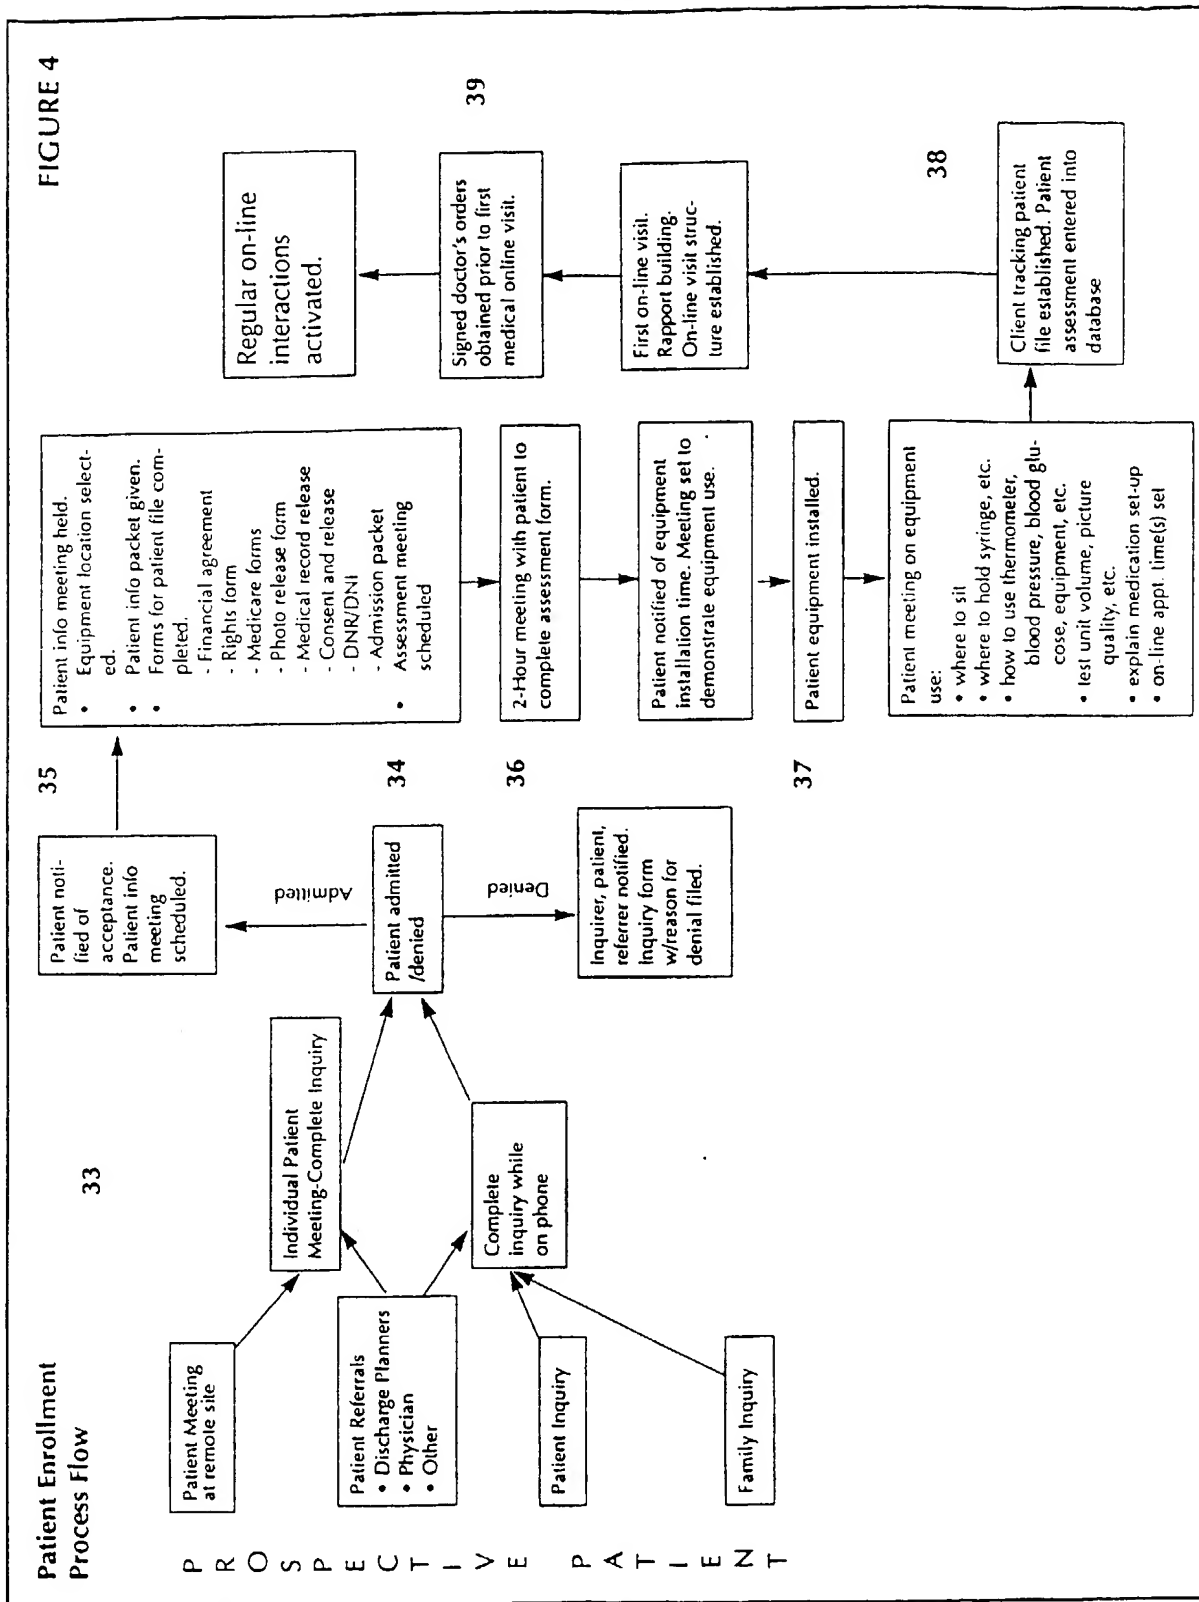 FIGURE 4
Patient Enrollment
Process Flow
PROSPECTIVE PATIENT
33
Patient Meeting
at remote site
Patient Referrals
• Discharge Planners
• Physician
• Other
Patient Inquiry
Family Inquiry
Individual Patient
Meeting-Complete Inquiry
Complete
inquiry while
on phone
34
Patient admitted
/denied
Admitted
Denied
35
Patient noti-
fied of
acceptance.
Patient info
meeting
scheduled.
Inquirer, patient,
referrer notified.
Inquiry form
w/reason for
denial filed.
Patient info meeting held.
• Equipment location select-
ed.
• Patient info packet given.
• Forms for patient file com-
pleted.
- Financial agreement
- Rights form
- Medicare forms
- Photo release form
- Medical record release
- Consent and release
- DNR/DNI
- Admission packet
• Assessment meeting
scheduled
36
2-Hour meeting with patient to
complete assessment form.
Patient notified of equipment
installation time. Meeting set to
demonstrate equipment use.
37
Patient equipment installed.
Patient meeting on equipment
use:
• where to sit
• where to hold syringe, etc.
• how to use thermometer,
blood pressure, blood glu-
cose, equipment, etc.
• test unit volume, picture
quality, etc.
• explain medication set-up
• on-line appt. time(s) set
38
Client tracking patient
file established. Patient
assessment entered into
database
First on-line visit.
Rapport building.
On-line visit struc-
ture established.
39
Signed doctor's orders
obtained prior to first
medical online visit.
Regular on-line
interactions
activated.